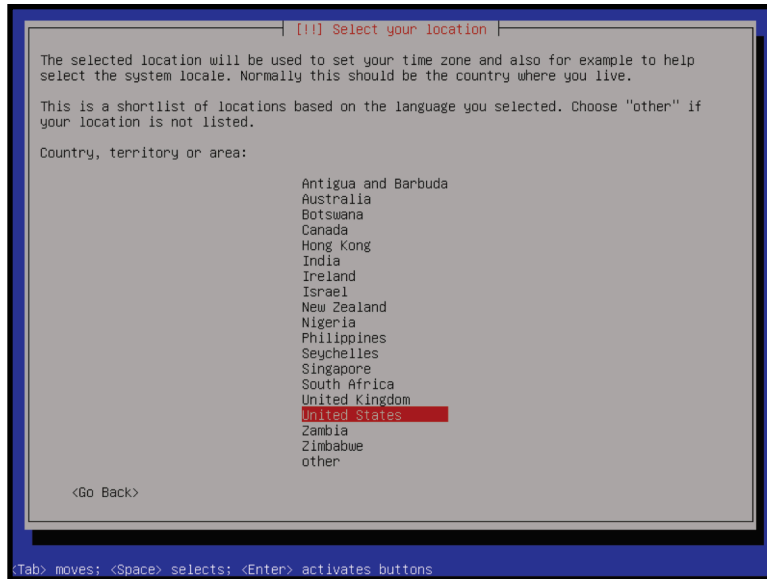 [!!] Select your location
The selected location will be used to set your time zone and also for example to help
select the system locale. Normally this should be the country where you live.
This is a shortlist of locations based on the language you selected. Choose "other" if
your location is not listed.
Country, territory or area:
Antigua and Barbuda
Australia
Botswana
Canada
Hong Kong
India
Ireland
Israel
New Zealand
Nigeria
Philippines
Seychelles
Singapore
South Africa
United Kingdom
United States
Zambia
Zimbabwe
other
<Go Back>
<Tab> moves; <Space> selects; <Enter> activates buttons